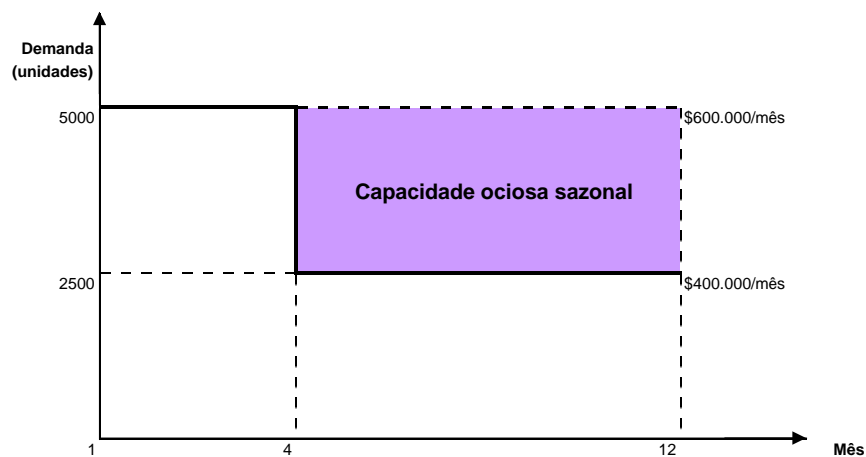 Demanda
(unidades)
5000
$600.000/mês
Capacidade ociosa sazonal
2500
$400.000/mês
1
4
12
Mês